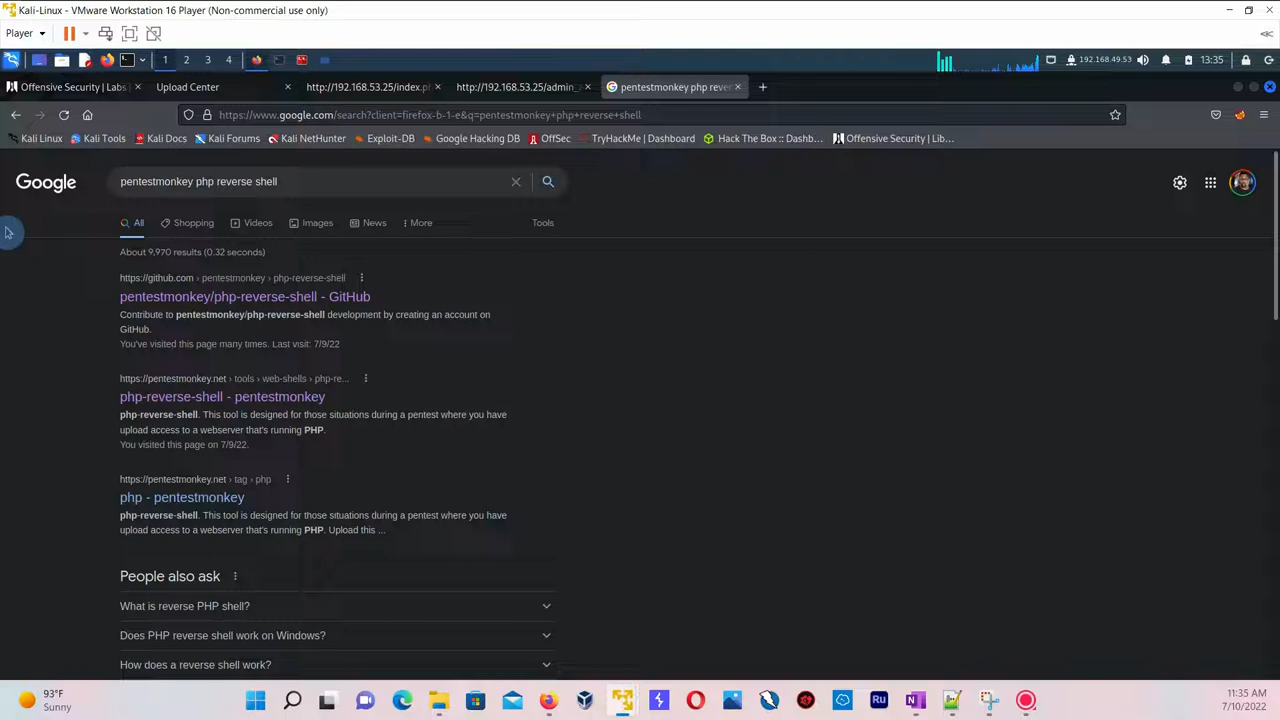 Kali-Linux - VMware Workstation 16 Player (Non-commercial use only)
Player
1 2 3 4 192.168.49.53 13:35
Offensive Security | Labs Upload Center http://192.168.53.25/index.p http://192.168.53.25/admin_ pentestmonkey php rever
https://www.google.com/search?client=firefox-b-1-e&q=pentestmonkey+php+reverse+shell
Kali Linux Kali Tools Kali Docs Kali Forums Kali NetHunter Exploit-DB Google Hacking DB OffSec TryHackMe | Dashboard Hack The Box :: Dashb... Offensive Security | Lib...
Google pentestmonkey php reverse shell
All Shopping Videos Images News More Tools
About 9,970 results (0.32 seconds)
https://github.com › pentestmonkey › php-reverse-shell
pentestmonkey/php-reverse-shell - GitHub
Contribute to pentestmonkey/php-reverse-shell development by creating an account on
GitHub.
You've visited this page many times. Last visit: 7/9/22
https://pentestmonkey.net › tools › web-shells › php-re...
php-reverse-shell - pentestmonkey
php-reverse-shell. This tool is designed for those situations during a pentest where you have
upload access to a webserver that's running PHP.
You visited this page on 7/9/22.
https://pentestmonkey.net › tag › php
php - pentestmonkey
php-reverse-shell. This tool is designed for those situations during a pentest where you have
upload access to a webserver that's running PHP. Upload this ...
People also ask
What is reverse PHP shell?
Does PHP reverse shell work on Windows?
How does a reverse shell work?
93°F
Sunny
Ru
N
11:35 AM
7/10/2022